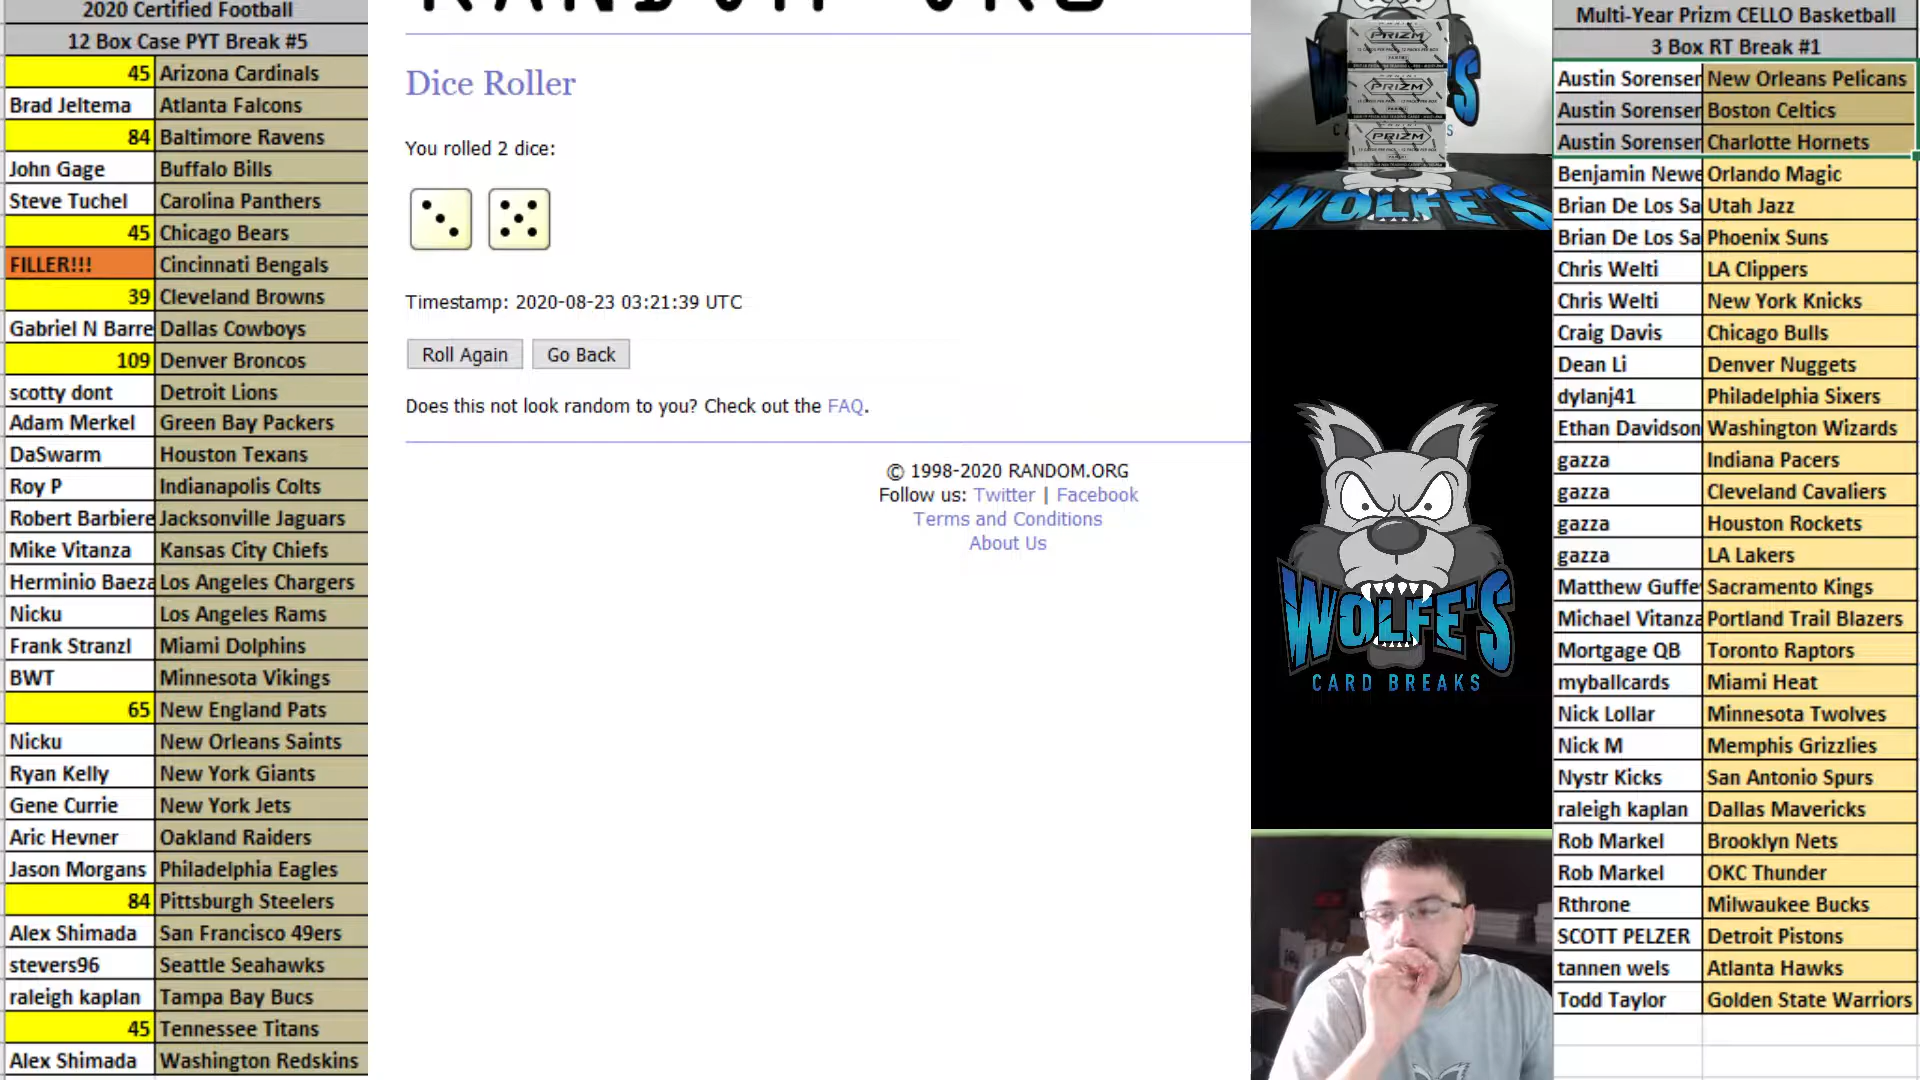 2020 Certified Football
12 Box Case PYT Break #5
45 Arizona Cardinals
Brad Jeltema Atlanta Falcons
84 Baltimore Ravens
John Gage Buffalo Bills
Steve Tuchel Carolina Panthers
45 Chicago Bears
FILLER!!! Cincinnati Bengals
39 Cleveland Browns
Gabriel N Barre Dallas Cowboys
109 Denver Broncos
scotty dont Detroit Lions
Adam Merkel Green Bay Packers
DaSwarm Houston Texans
Roy P Indianapolis Colts
Robert Barbiere Jacksonville Jaguars
Mike Vitanza Kansas City Chiefs
Herminio Baeza Los Angeles Chargers
Nicku Los Angeles Rams
Frank Stranzl Miami Dolphins
BWT Minnesota Vikings
65 New England Pats
Nicku New Orleans Saints
Ryan Kelly New York Giants
Gene Currie New York Jets
Aric Hevner Oakland Raiders
Jason Morgans Philadelphia Eagles
84 Pittsburgh Steelers
Alex Shimada San Francisco 49ers
stevers96 Seattle Seahawks
raleigh kaplan Tampa Bay Bucs
45 Tennessee Titans
Alex Shimada Washington Redskins
RANDOM.ORG
Dice Roller
You rolled 2 dice:
Timestamp: 2020-08-23 03:21:39 UTC
Roll Again Go Back
Does this not look random to you? Check out the FAQ.
© 1998-2020 RANDOM.ORG
Follow us: Twitter | Facebook
Terms and Conditions
About Us
PRIZM
PRIZM
PRIZM
WOLFE'S
WOLFE'S
CARD BREAKS
Multi-Year Prizm CELLO Basketball
3 Box RT Break #1
Austin Sorenser New Orleans Pelicans
Austin Sorenser Boston Celtics
Austin Sorenser Charlotte Hornets
Benjamin Newe Orlando Magic
Brian De Los Sa Utah Jazz
Brian De Los Sa Phoenix Suns
Chris Welti LA Clippers
Chris Welti New York Knicks
Craig Davis Chicago Bulls
Dean Li Denver Nuggets
dylanj41 Philadelphia Sixers
Ethan Davidson Washington Wizards
gazza Indiana Pacers
gazza Cleveland Cavaliers
gazza Houston Rockets
gazza LA Lakers
Matthew Guffe Sacramento Kings
Michael Vitanza Portland Trail Blazers
Mortgage QB Toronto Raptors
myballcards Miami Heat
Nick Lollar Minnesota Twolves
Nick M Memphis Grizzlies
Nystr Kicks San Antonio Spurs
raleigh kaplan Dallas Mavericks
Rob Markel Brooklyn Nets
Rob Markel OKC Thunder
Rthrone Milwaukee Bucks
SCOTT PELZER Detroit Pistons
tannen wels Atlanta Hawks
Todd Taylor Golden State Warriors